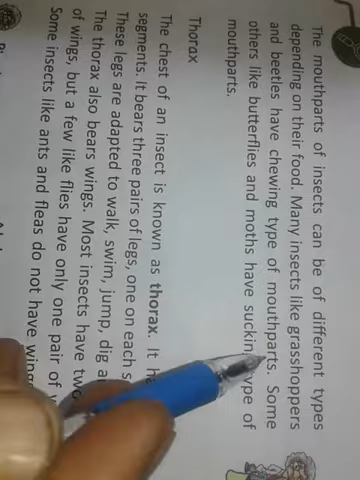 The mouthparts of insects can be of different types
depending on their food. Many insects like grasshoppers
and beetles have chewing type of mouthparts. Some
others like butterflies and moths have suckin ype of
mouthparts.
Thorax
The chest of an insect is known as thorax. It
segments. It bears three pairs of legs, one on each
These legs are adapted to walk, swim, jump, dig
The thorax also bears wings. Most insects have two
of wings, but a few like flies have only one pair of
Some insects like ants and fleas do not have wing